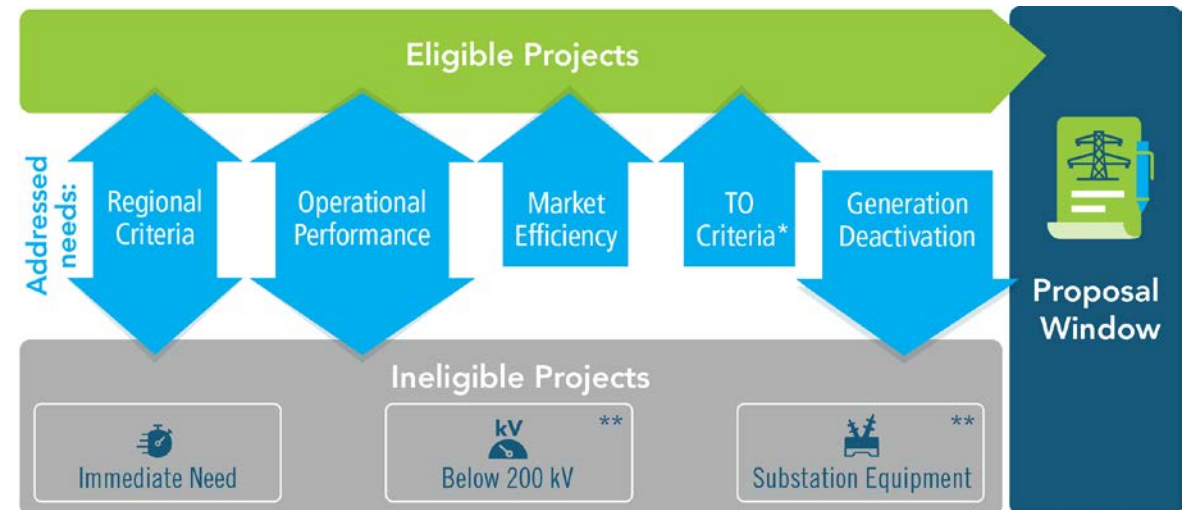 Eligible Projects
Addressed
needs:
Regional
Criteria
Operational
Performance
Market
Efficiency
TO
Criteria*
Generation
Deactivation
Proposal
Window
Ineligible Projects
Immediate Need
kV
**
Below 200 kV
**
Substation Equipment